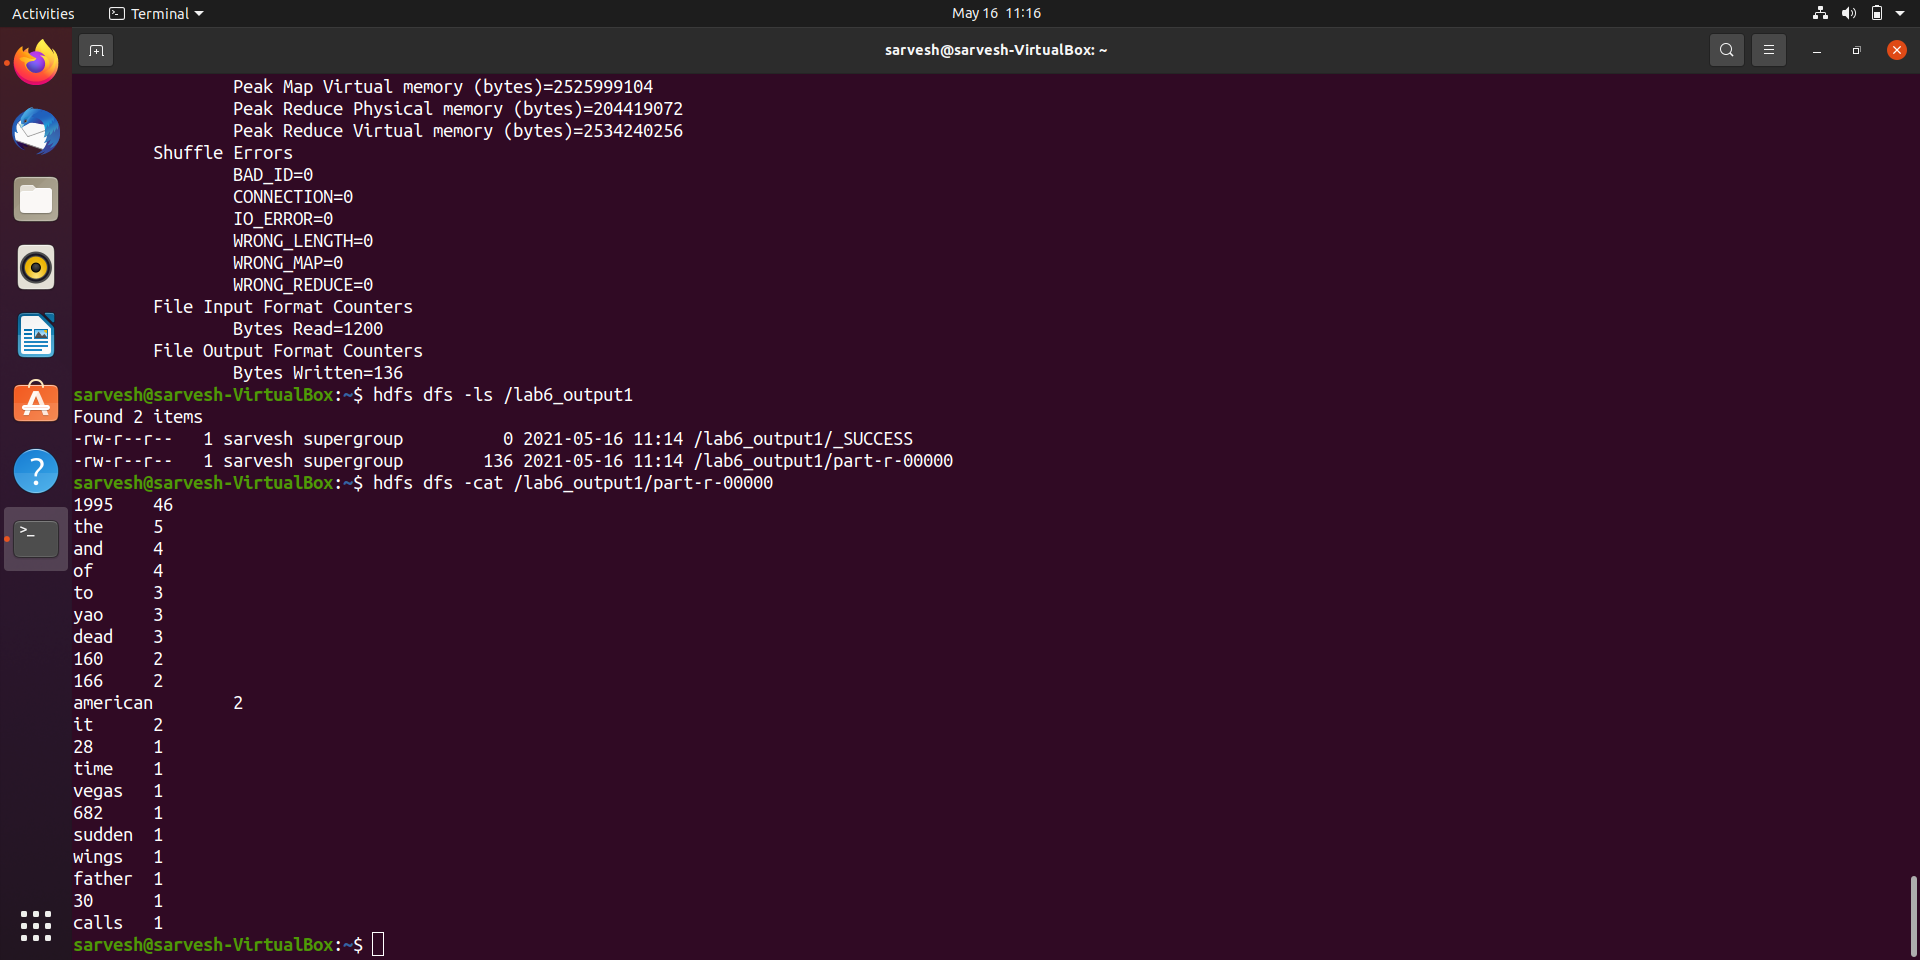 Activities Terminal May 16 11:16
sarvesh@sarvesh-VirtualBox: ~
Peak Map Virtual memory (bytes)=2525999104
Peak Reduce Physical memory (bytes)=204419072
Peak Reduce Virtual memory (bytes)=2534240256
Shuffle Errors
BAD_ID=0
CONNECTION=0
IO_ERROR=0
WRONG_LENGTH=0
WRONG_MAP=0
WRONG_REDUCE=0
File Input Format Counters
Bytes Read=1200
File Output Format Counters
Bytes Written=136
sarvesh@sarvesh-VirtualBox:~$ hdfs dfs -ls /lab6_output1
Found 2 items
-rw-r--r-- 1 sarvesh supergroup 0 2021-05-16 11:14 /lab6_output1/_SUCCESS
-rw-r--r-- 1 sarvesh supergroup 136 2021-05-16 11:14 /lab6_output1/part-r-00000
sarvesh@sarvesh-VirtualBox:~$ hdfs dfs -cat /lab6_output1/part-r-00000
1995 46
the 5
and 4
of 4
to 3
yao 3
dead 3
160 2
166 2
american 2
it 2
28 1
time 1
vegas 1
682 1
sudden 1
wings 1
father 1
30 1
calls 1
sarvesh@sarvesh-VirtualBox:~$